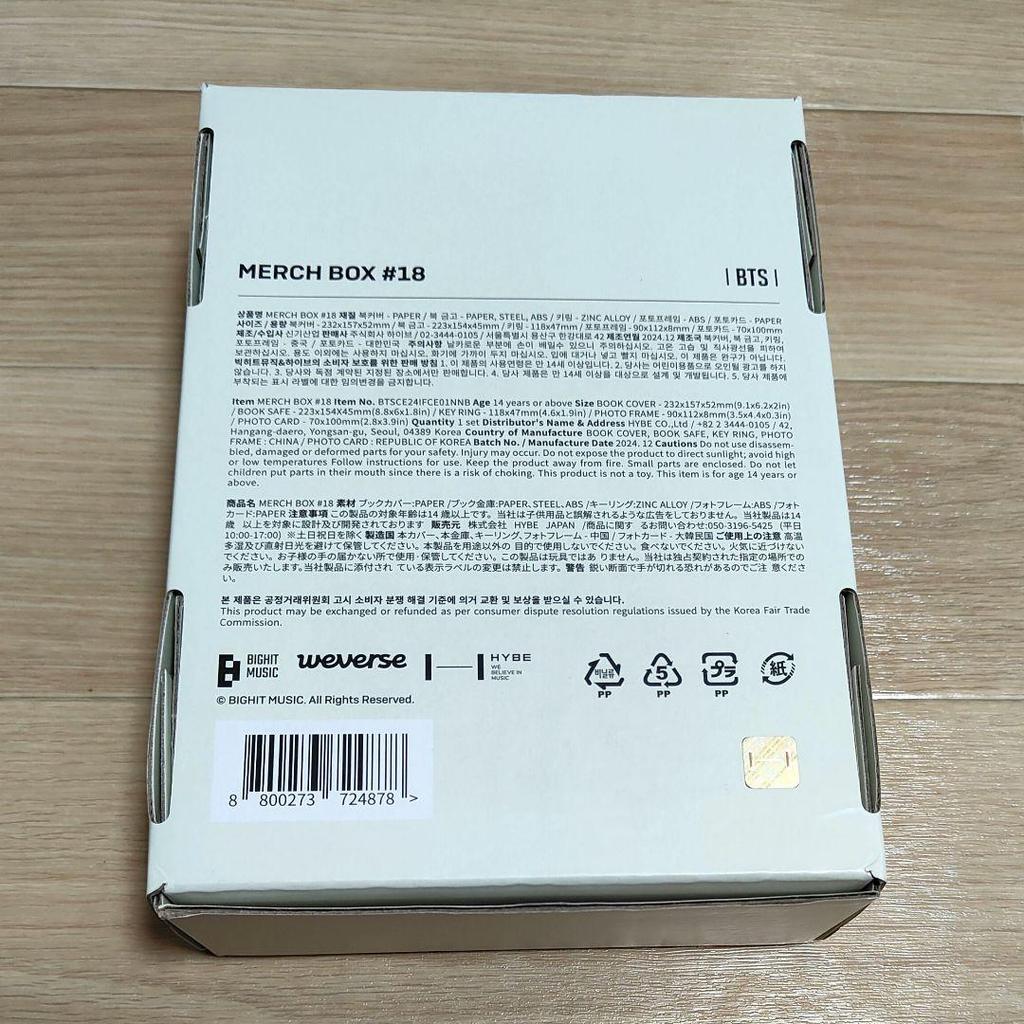 MERCH BOX #18
| BTS |
상품명 MERCH BOX #18 재질 북커버 - PAPER / 북 금고 - PAPER, STEEL, ABS / 키링 - ZINC ALLOY / 포토프레임 - ABS / 포토카드 - PAPER
사이즈 / 용량 북커버 - 232x157x52mm / 북 금고 - 223x154x45mm / 키링 - 118x47mm / 포토프레임 - 90x112x8mm / 포토카드 - 70x100mm
제조/수입사 신기산업 판매사 주식회사 하이브 / 02-3444-0105 / 서울특별시 용산구 한강대로 42 제조연월 2024.12 제조국 북커버, 북 금고, 키링,
포토프레임 - 중국 / 포토카드 - 대한민국 주의사항 날카로운 부분에 손이 베일수 있으니 주의하십시오. 고온 고습 및 직사광선을 피하여
보관하십시오. 용도 이외에는 사용하지 마십시오. 화기에 가까이 두지 마십시오. 입에 대거나 넣고 빨지 마십시오. 이 제품은 완구가 아닙니다.
빅히트뮤직&하이브의 소비자 보호를 위한 판매 방침 1. 이 제품의 사용연령은 만 14세 이상입니다. 2. 당사는 어린이용품으로 오인될 광고를 하지
않습니다. 3. 당사와 독점 계약된 지정된 장소에서만 판매합니다. 4. 당사 제품은 만 14세 이상을 대상으로 설계 및 개발됩니다. 5. 당사 제품에
부착되는 표시 라벨에 대한 임의변경을 금지합니다.
Item MERCH BOX #18 Item No. BTSCE24IFCE01NNB Age 14 years or above Size BOOK COVER - 232x157x52mm(9.1x6.2x2in)
/ BOOK SAFE - 223x154X45mm(8.8x6x1.8in) / KEY RING - 118x47mm(4.6x1.9in) / PHOTO FRAME - 90x112x8mm(3.5x4.4x0.3in)
/ PHOTO CARD - 70x100mm(2.8x3.9in) Quantity 1 set Distributor's Name & Address HYBE CO.,Ltd / +82 2 3444-0105 / 42,
Hangang-daero, Yongsan-gu, Seoul, 04389 Korea Country of Manufacture BOOK COVER, BOOK SAFE, KEY RING, PHOTO
FRAME : CHINA / PHOTO CARD : REPUBLIC OF KOREA Batch No. / Manufacture Date 2024. 12 Cautions Do not use disassem-
bled, damaged or deformed parts for your safety. Injury may occur. Do not expose the product to direct sunlight; avoid high
or low temperatures Follow instructions for use. Keep the product away from fire. Small parts are enclosed. Do not let
children put parts in their mouth since there is a risk of choking. This product is not a toy. This item is for age 14 years or
above.
商品名 MERCH BOX #18 素材 ブックカバー:PAPER /ブック金庫:PAPER、STEEL、ABS /キーリング:ZINC ALLOY /フォトフレーム:ABS /フォト
カード:PAPER 注意事項 この製品の対象年齢は14 歳以上です。当社は子供用品と誤解されるような広告をしておりません。当社製品は14
歳 以上を対象に設計及び開発されております 販売元 株式会社 HYBE JAPAN /商品に関す るお問い合わせ:050-3196-5425 (平日
10:00-17:00) ※土日祝日を除く 製造国 本カバー、本金庫、キーリング、フォトフレーム - 中国 / フォトカード - 大韓民国 ご使用上の注意 高温
多湿及び直射日光を避けて保管してください。本製品を用途以外の 目的で使用しないでください。食べないでください。火気に近づけない
でください。お子様の手の届かない所で使用・保管してください。この製品は玩具ではあ りません。当社は独占契約された指定の場所での
み販売いたします。当社製品に添付され ている表示ラベルの変更は禁止します。警告 鋭い断面で手が切れる恐れがあるのでご注 意くださ
い。
본 제품은 공정거래위원회 고시 소비자 분쟁 해결 기준에 의거 교환 및 보상을 받으실 수 있습니다.
This product may be exchanged or refunded as per consumer dispute resolution regulations issued by the Korea Fair Trade
Commission.
BIGHIT
MUSIC
weverse
HYBE
WE
BELIEVE IN
MUSIC
비닐류
PP
5
PP
プラ
PP
紙
© BIGHIT MUSIC. All Rights Reserved.
8 800273 724878 >